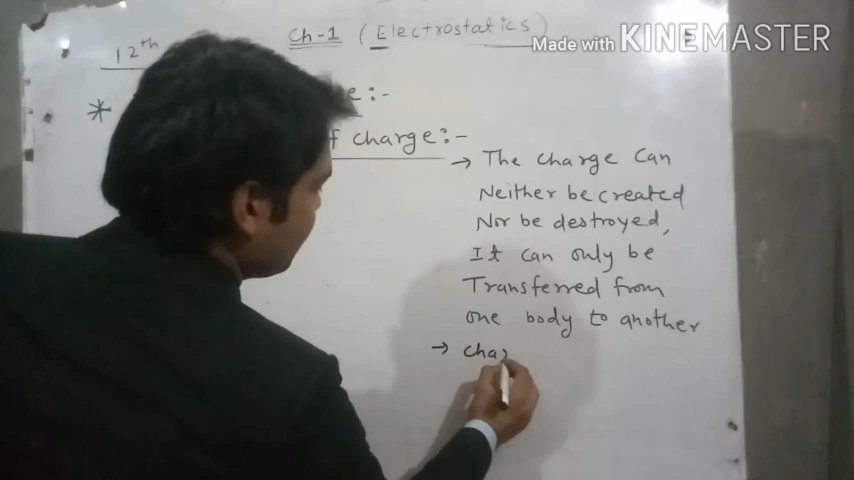 Ch-1 (Electrostatics)
Made with KINEMASTER
12th
* e:-
f charge:-
→ The charge Can
Neither be created
Nor be destroyed,
It can only be
Transferred from
one body to another
→ Cha